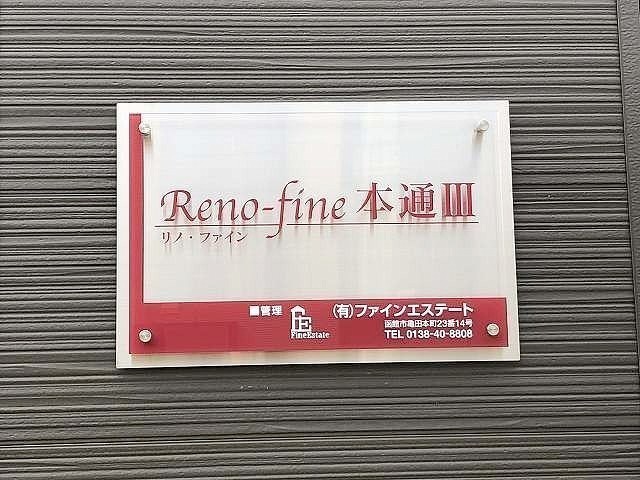 Reno-fine 本通III
リノ・ファイン
■管理
FE
FineEstate
(有)ファインエステート
函館市亀田本町23番14号
TEL 0138-40-8808